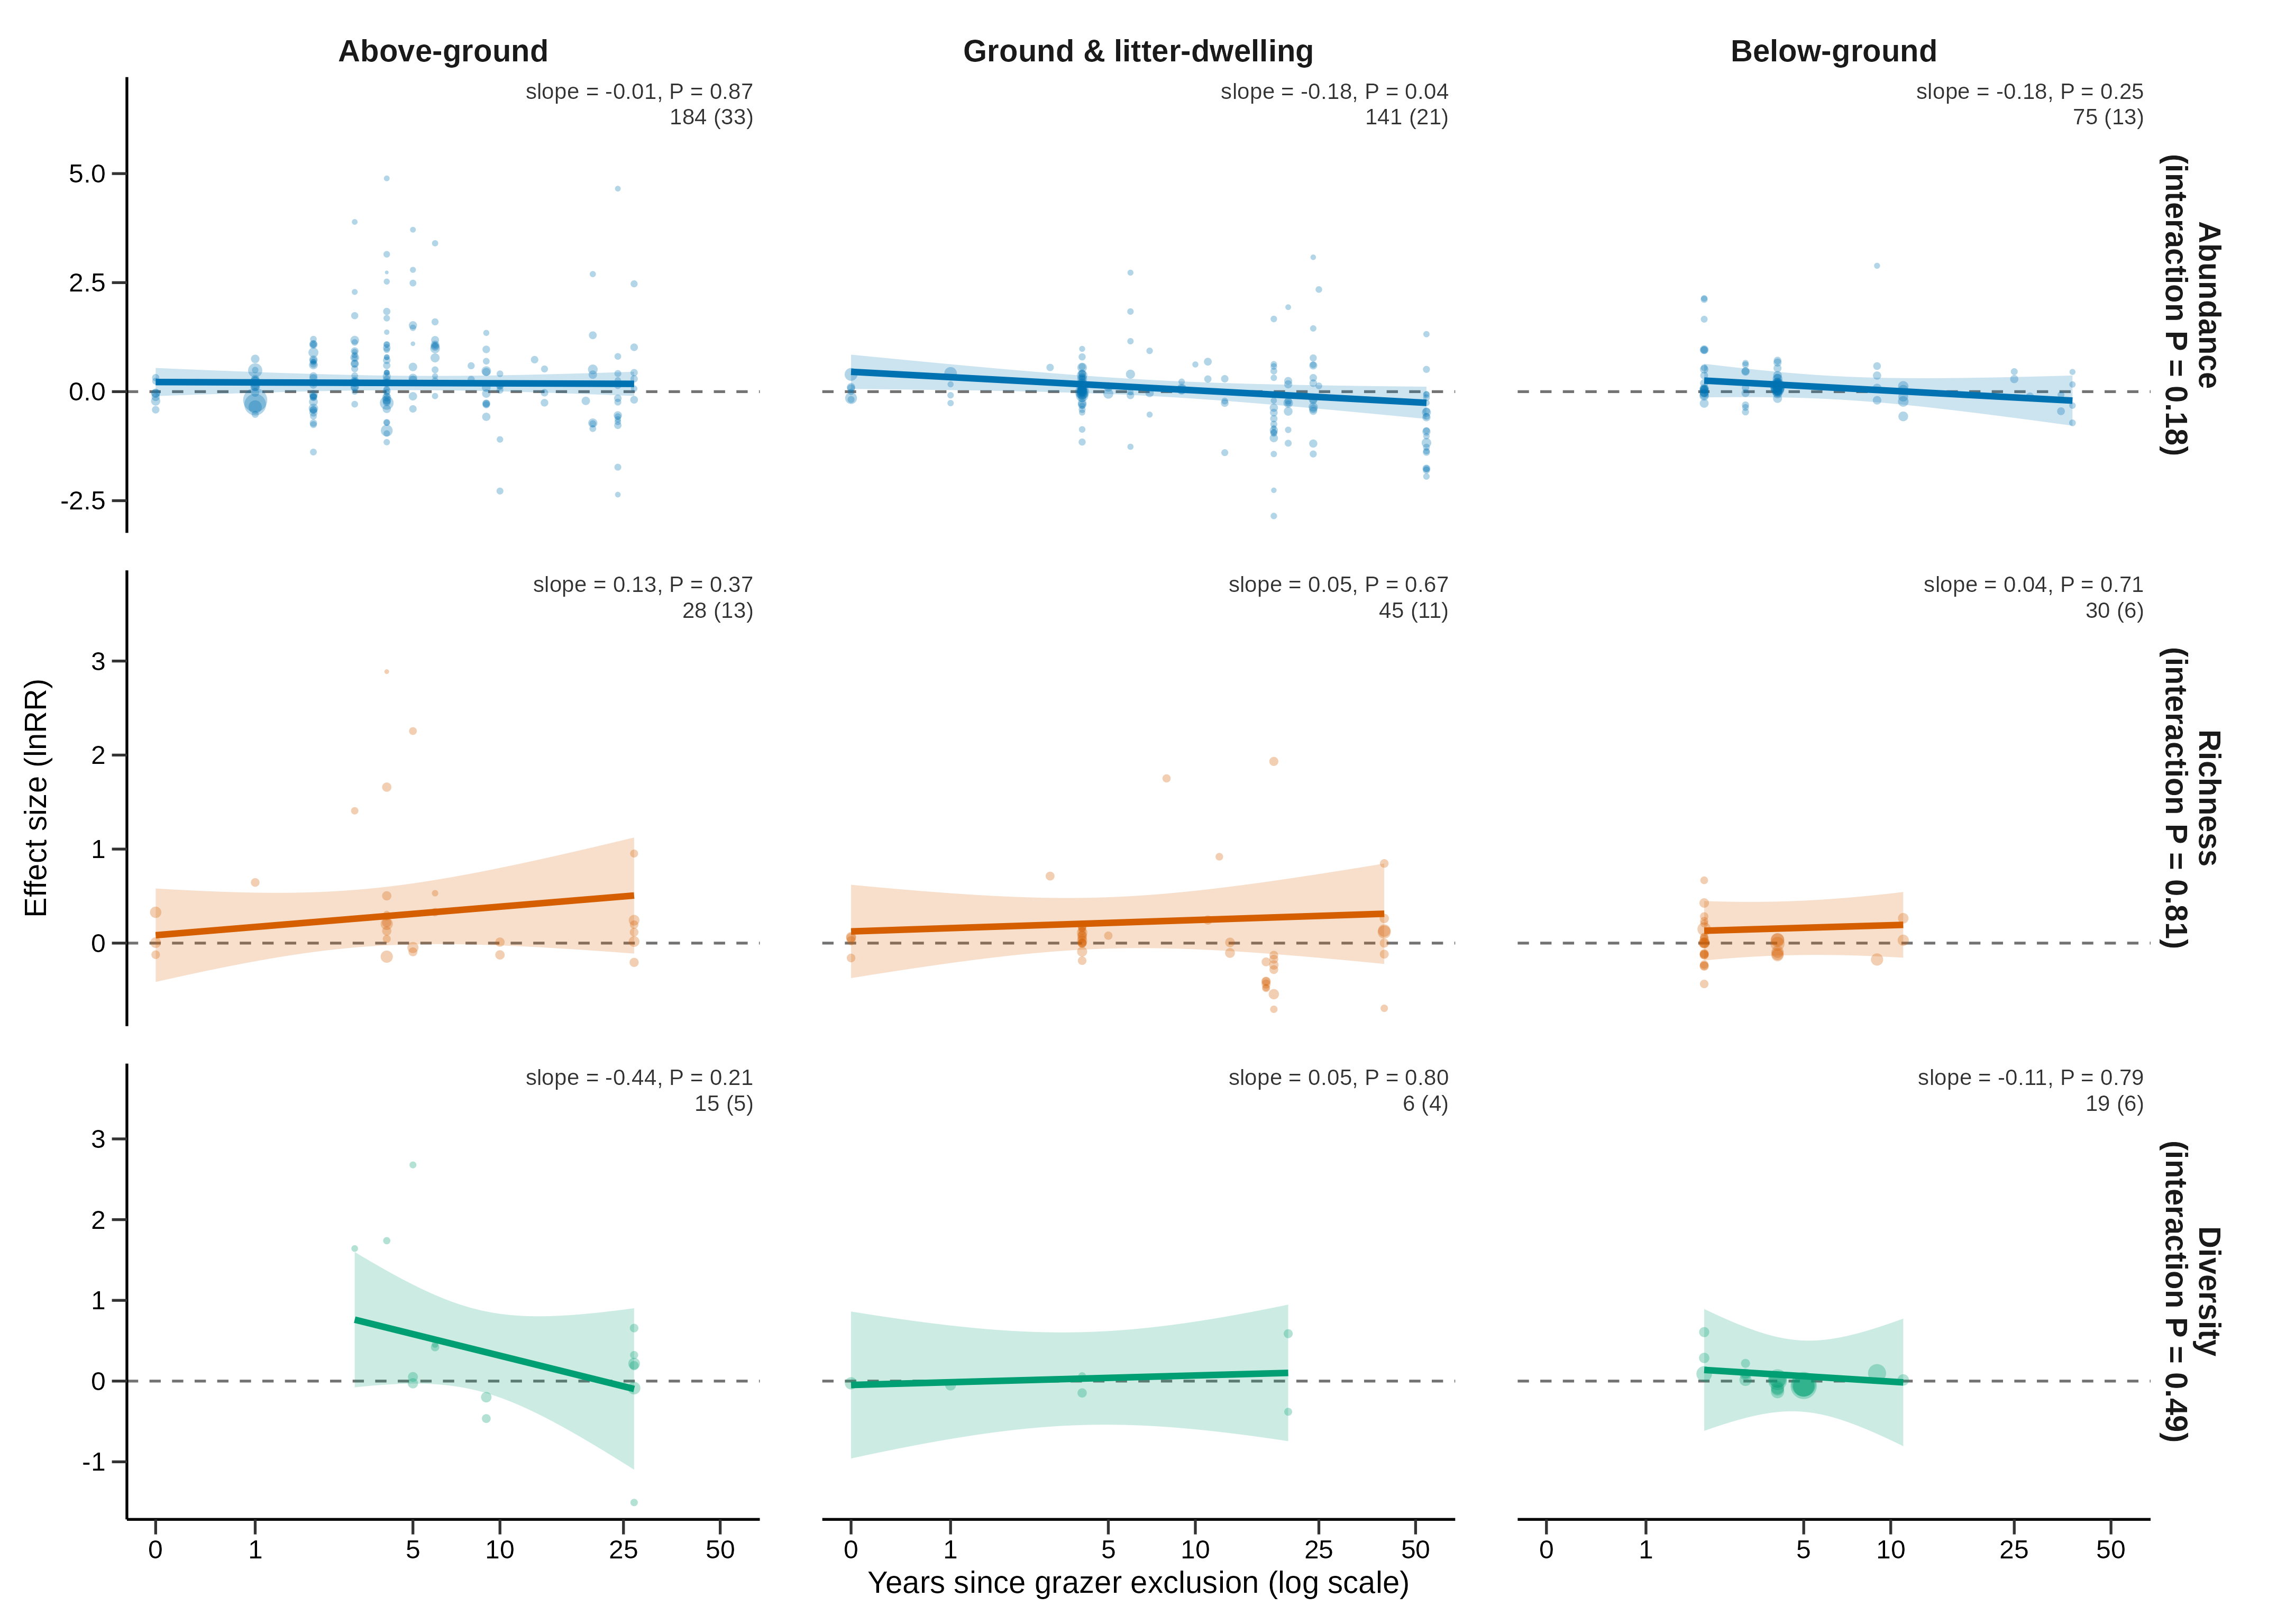 Above-ground
Ground & litter-dwelling
Below-ground
slope = -0.01, P = 0.87
184 (33)
slope = -0.18, P = 0.04
141 (21)
slope = -0.18, P = 0.25
75 (13)
5.0
2.5
0.0
-2.5
Abundance
(interaction P = 0.18)
slope = 0.13, P = 0.37
28 (13)
slope = 0.05, P = 0.67
45 (11)
slope = 0.04, P = 0.71
30 (6)
3
2
1
0
Richness
(interaction P = 0.81)
Effect size (lnRR)
slope = -0.44, P = 0.21
15 (5)
slope = 0.05, P = 0.80
6 (4)
slope = -0.11, P = 0.79
19 (6)
3
2
1
0
-1
Diversity
(interaction P = 0.49)
0 1 5 10 25 50
0 1 5 10 25 50
0 1 5 10 25 50
Years since grazer exclusion (log scale)